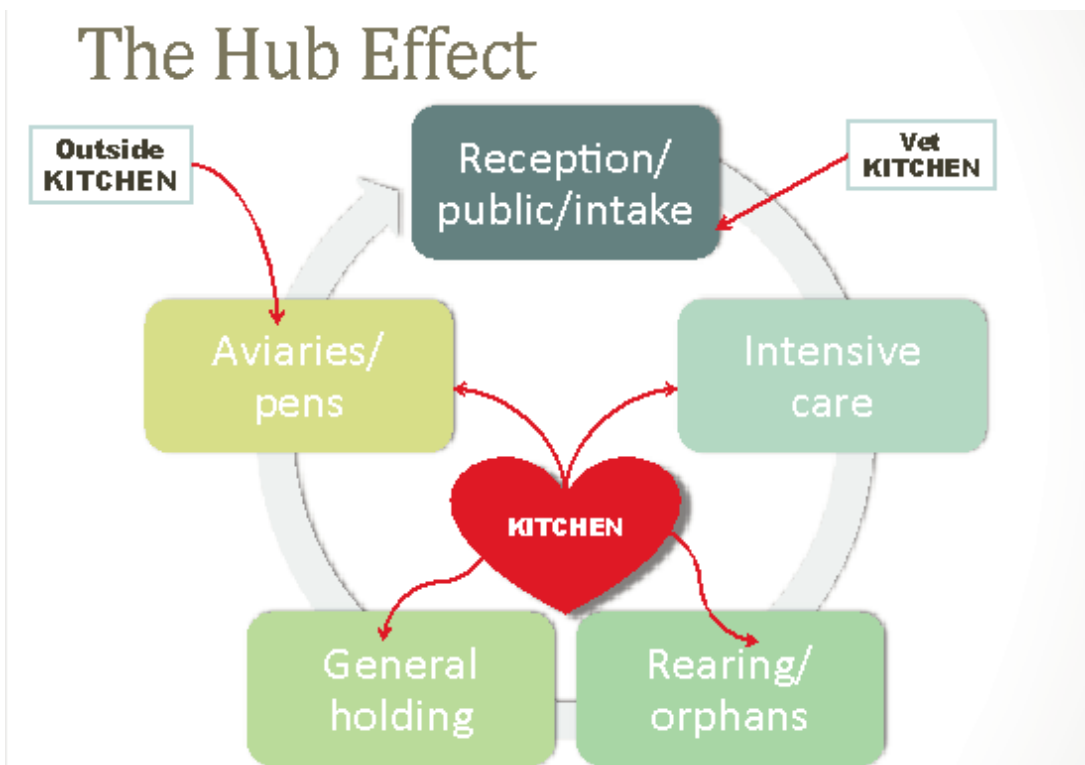 The Hub Effect
Outside
KITCHEN
Reception/
public/intake
Vet
KITCHEN
Aviaries/
pens
Intensive
care
KITCHEN
General
holding
Rearing/
orphans